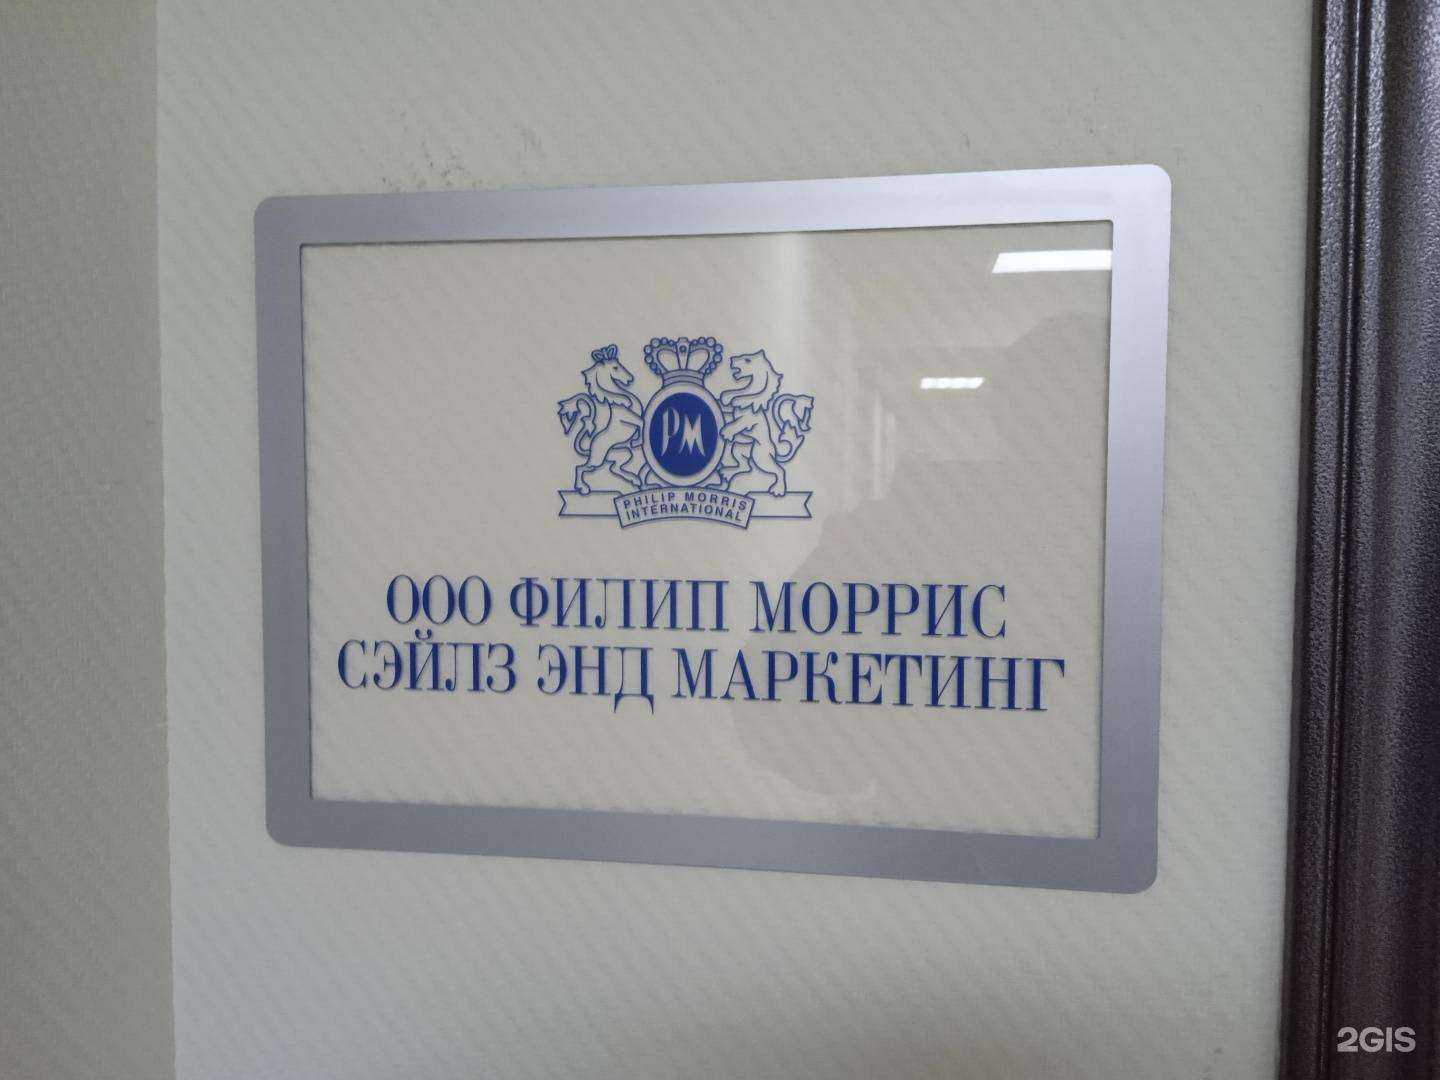 PM
PHILIP MORRIS
INTERNATIONAL
ООО ФИЛИП МОРРИС
СЭЙЛЗ ЭНД МАРКЕТИНГ
2GIS